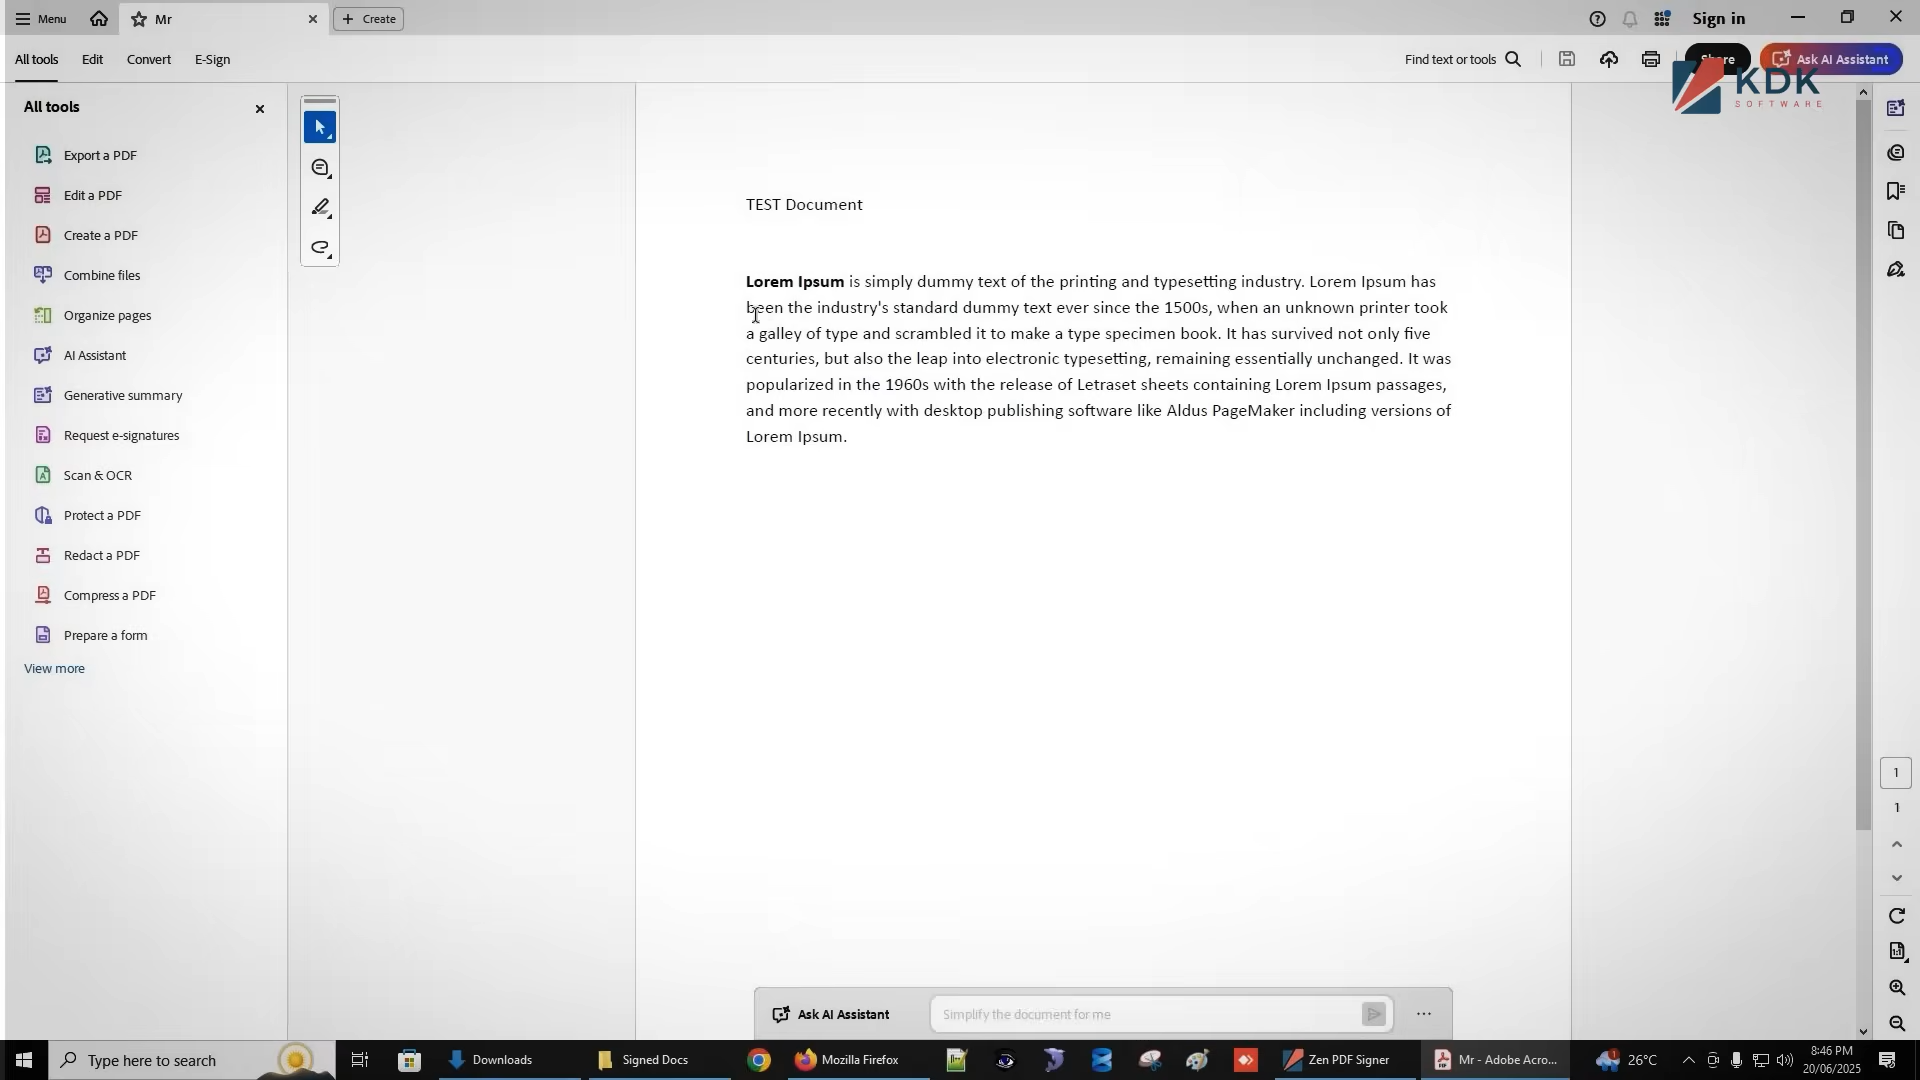 Menu
Mr
Create
Sign in
All tools
Edit
Convert
E-Sign
Find text or tools
Share
Ask AI Assistant
KDK
SOFTWARE
All tools
Export a PDF
Edit a PDF
Create a PDF
Combine files
Organize pages
AI Assistant
Generative summary
Request e-signatures
Scan & OCR
Protect a PDF
Redact a PDF
Compress a PDF
Prepare a form
View more
TEST Document
Lorem Ipsum is simply dummy text of the printing and typesetting industry. Lorem Ipsum has
been the industry's standard dummy text ever since the 1500s, when an unknown printer took
a galley of type and scrambled it to make a type specimen book. It has survived not only five
centuries, but also the leap into electronic typesetting, remaining essentially unchanged. It was
popularized in the 1960s with the release of Letraset sheets containing Lorem Ipsum passages,
and more recently with desktop publishing software like Aldus PageMaker including versions of
Lorem Ipsum.
1
1
Ask AI Assistant
Simplify the document for me
Type here to search
Downloads
Signed Docs
Mozilla Firefox
Zen PDF Signer
Mr - Adobe Acro...
26°C
8:46 PM
20/06/2025